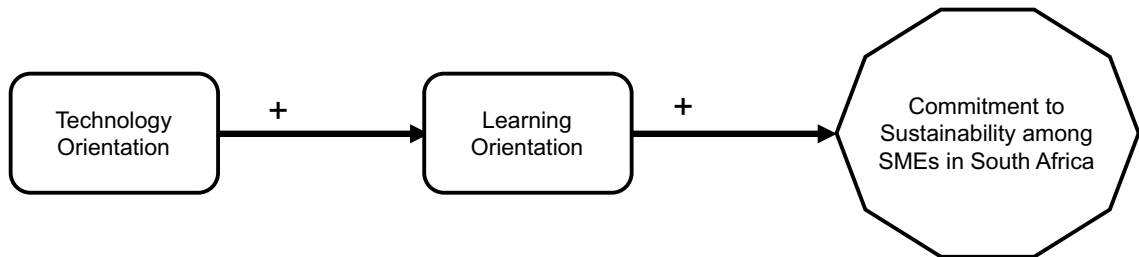 Technology
Orientation
+
Learning
Orientation
+
Commitment to
Sustainability among
SMEs in South Africa